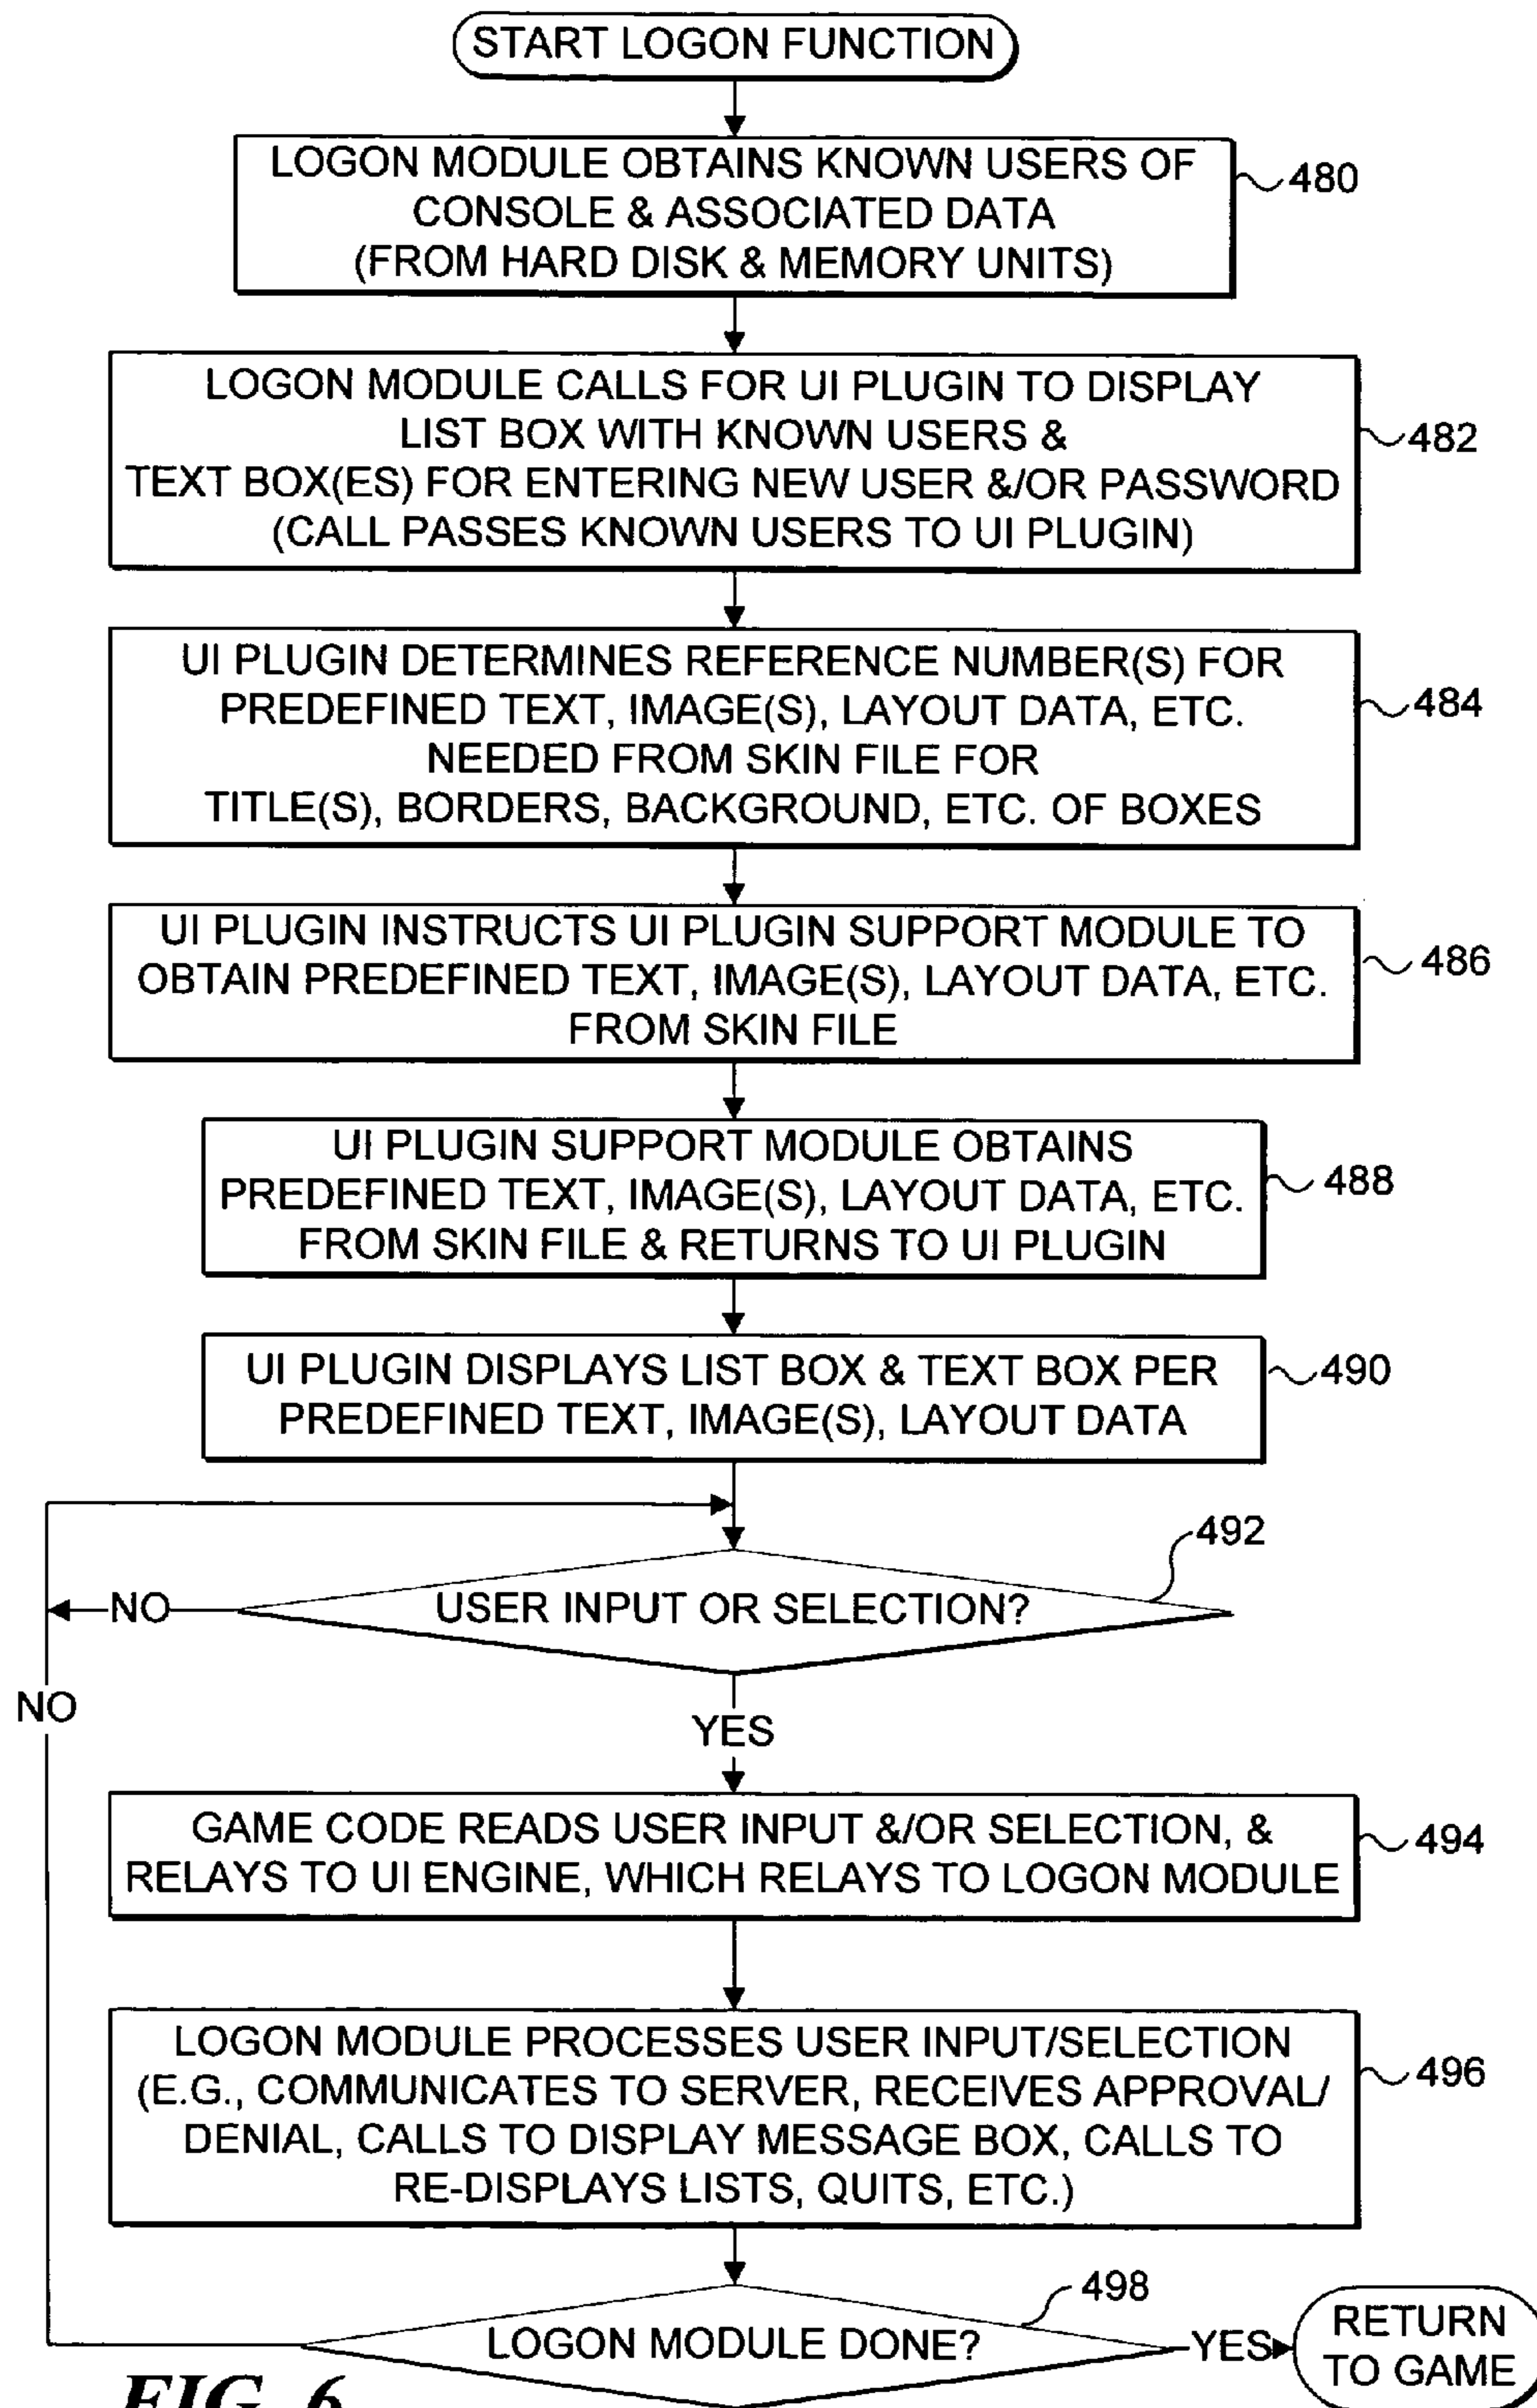 START LOGON FUNCTION
LOGON MODULE OBTAINS KNOWN USERS OF
CONSOLE & ASSOCIATED DATA
(FROM HARD DISK & MEMORY UNITS)
480
LOGON MODULE CALLS FOR UI PLUGIN TO DISPLAY
LIST BOX WITH KNOWN USERS &
TEXT BOX(ES) FOR ENTERING NEW USER &/OR PASSWORD
(CALL PASSES KNOWN USERS TO UI PLUGIN)
482
UI PLUGIN DETERMINES REFERENCE NUMBER(S) FOR
PREDEFINED TEXT, IMAGE(S), LAYOUT DATA, ETC.
NEEDED FROM SKIN FILE FOR
TITLE(S), BORDERS, BACKGROUND, ETC. OF BOXES
484
UI PLUGIN INSTRUCTS UI PLUGIN SUPPORT MODULE TO
OBTAIN PREDEFINED TEXT, IMAGE(S), LAYOUT DATA, ETC.
FROM SKIN FILE
486
UI PLUGIN SUPPORT MODULE OBTAINS
PREDEFINED TEXT, IMAGE(S), LAYOUT DATA, ETC.
FROM SKIN FILE & RETURNS TO UI PLUGIN
488
UI PLUGIN DISPLAYS LIST BOX & TEXT BOX PER
PREDEFINED TEXT, IMAGE(S), LAYOUT DATA
490
492
NO
USER INPUT OR SELECTION?
NO
YES
GAME CODE READS USER INPUT &/OR SELECTION, &
RELAYS TO UI ENGINE, WHICH RELAYS TO LOGON MODULE
494
LOGON MODULE PROCESSES USER INPUT/SELECTION
(E.G., COMMUNICATES TO SERVER, RECEIVES APPROVAL/
DENIAL, CALLS TO DISPLAY MESSAGE BOX, CALLS TO
RE-DISPLAYS LISTS, QUITS, ETC.)
496
498
LOGON MODULE DONE?
YES
RETURN
TO GAME
FIG. 6